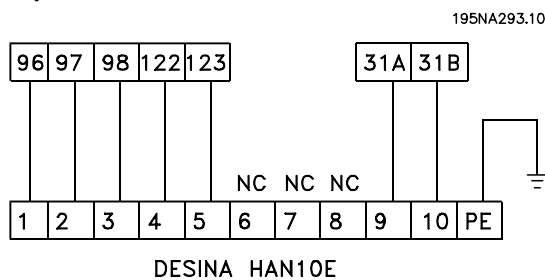 195NA293.10
96 97 98 122 123 31A 31B
NC NC NC
1 2 3 4 5 6 7 8 9 10 PE
DESINA HAN10E